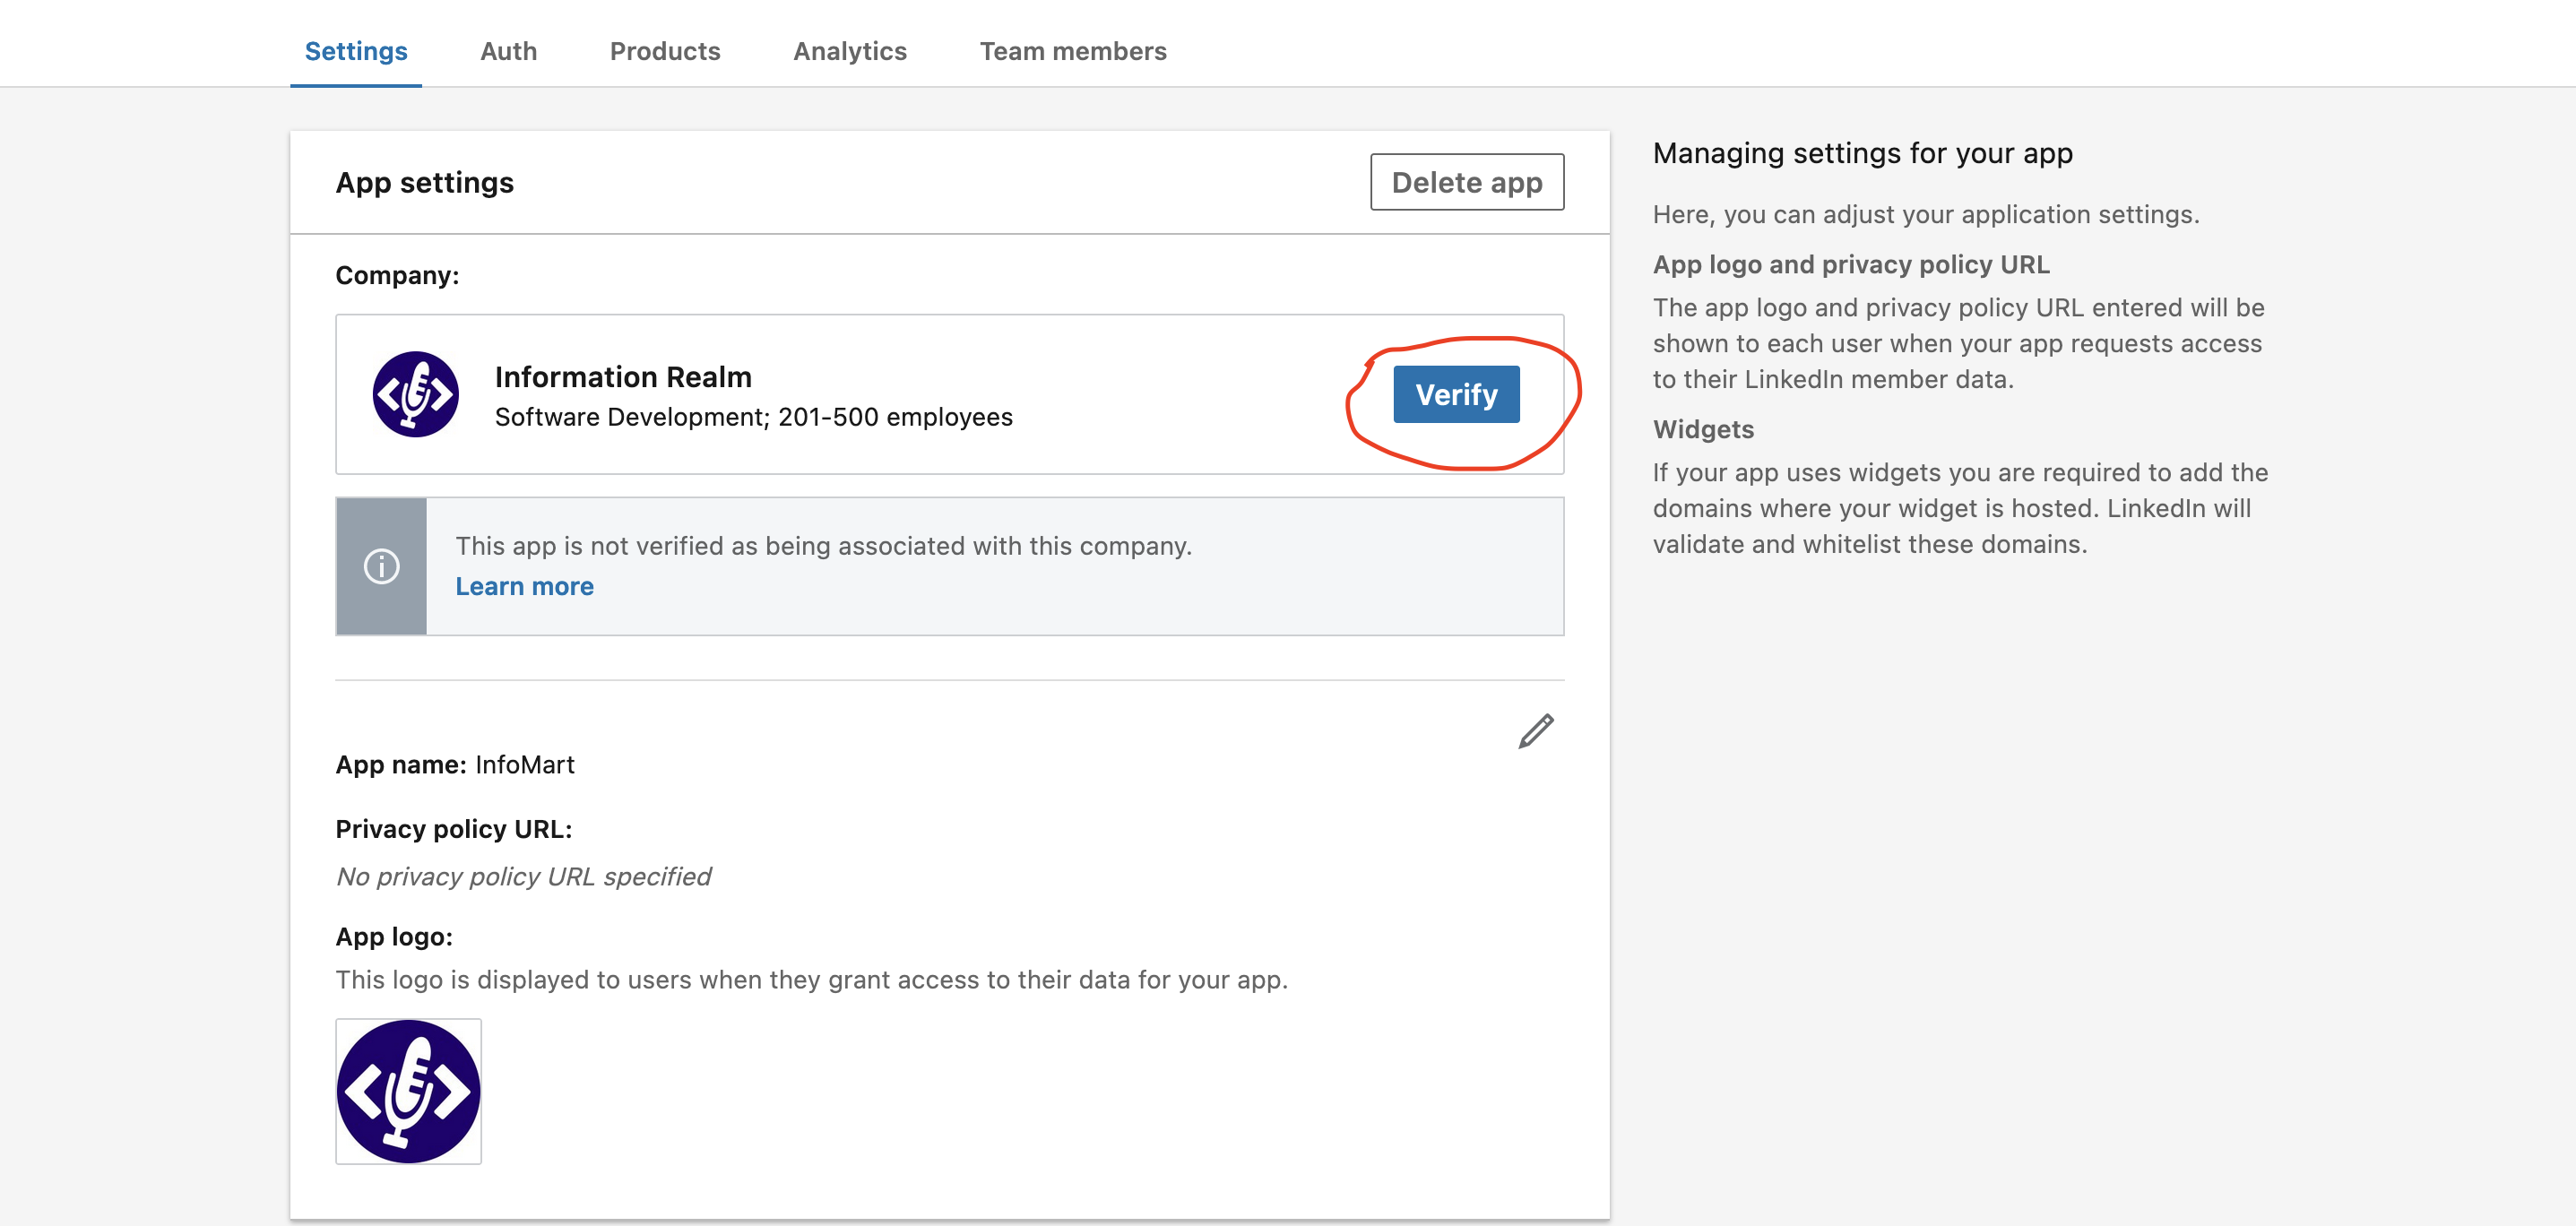 Settings
Auth
Products
Analytics
Team members
App settings
Delete app
Company:
Information Realm
Software Development; 201-500 employees
Verify
This app is not verified as being associated with this company.
Learn more
App name: InfoMart
Privacy policy URL:
No privacy policy URL specified
App logo:
This logo is displayed to users when they grant access to their data for your app.
Managing settings for your app
Here, you can adjust your application settings.
App logo and privacy policy URL
The app logo and privacy policy URL entered will be
shown to each user when your app requests access
to their LinkedIn member data.
Widgets
If your app uses widgets you are required to add the
domains where your widget is hosted. LinkedIn will
validate and whitelist these domains.